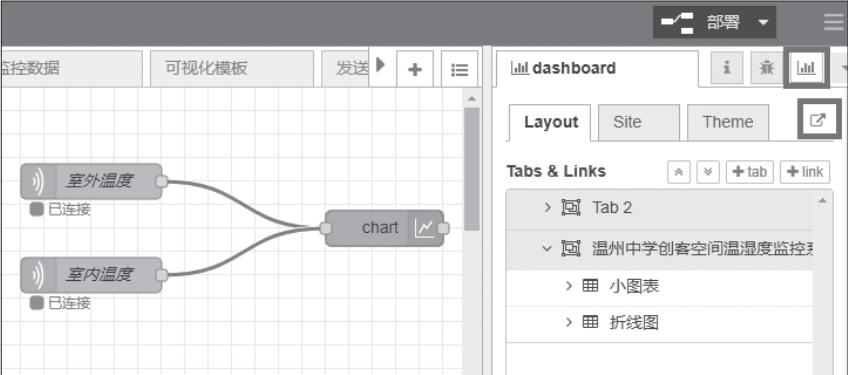 部署
监控数据
可视化模板
发送
dashboard
i
Layout
Site
Theme
Tabs & Links
tab
link
室外温度
已连接
Tab 2
chart
温州中学创客空间温湿度监控系
室内温度
小图表
已连接
折线图